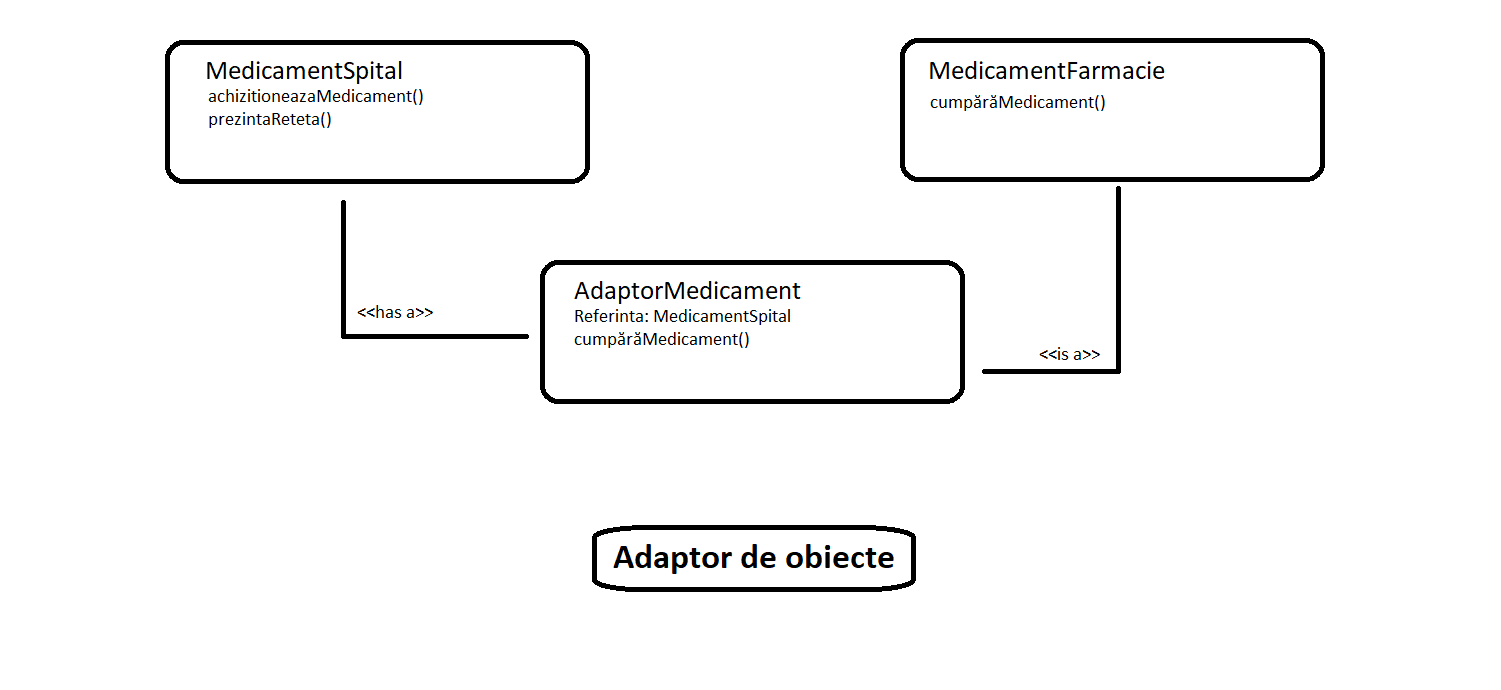 MedicamentSpital
achizitioneazaMedicament()
prezintaReteta()
MedicamentFarmacie
cumpărăMedicament()
<<has a>>
AdaptorMedicament
Referinta: MedicamentSpital
cumpărăMedicament()
<<is a>>
Adaptor de obiecte